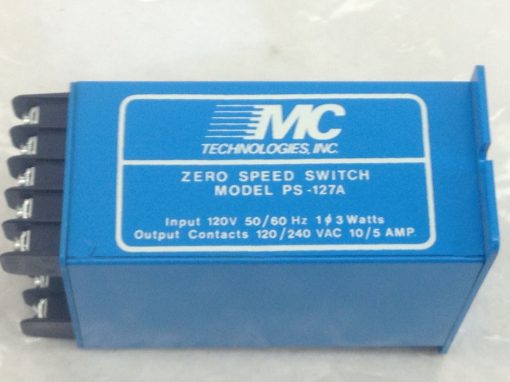 MC
TECHNOLOGIES, INC.
ZERO SPEED SWITCH
MODEL PS-127A
Input 120V 50/60 Hz 1 ϕ 3 Watts
Output Contacts 120/240 VAC 10/5 AMP.